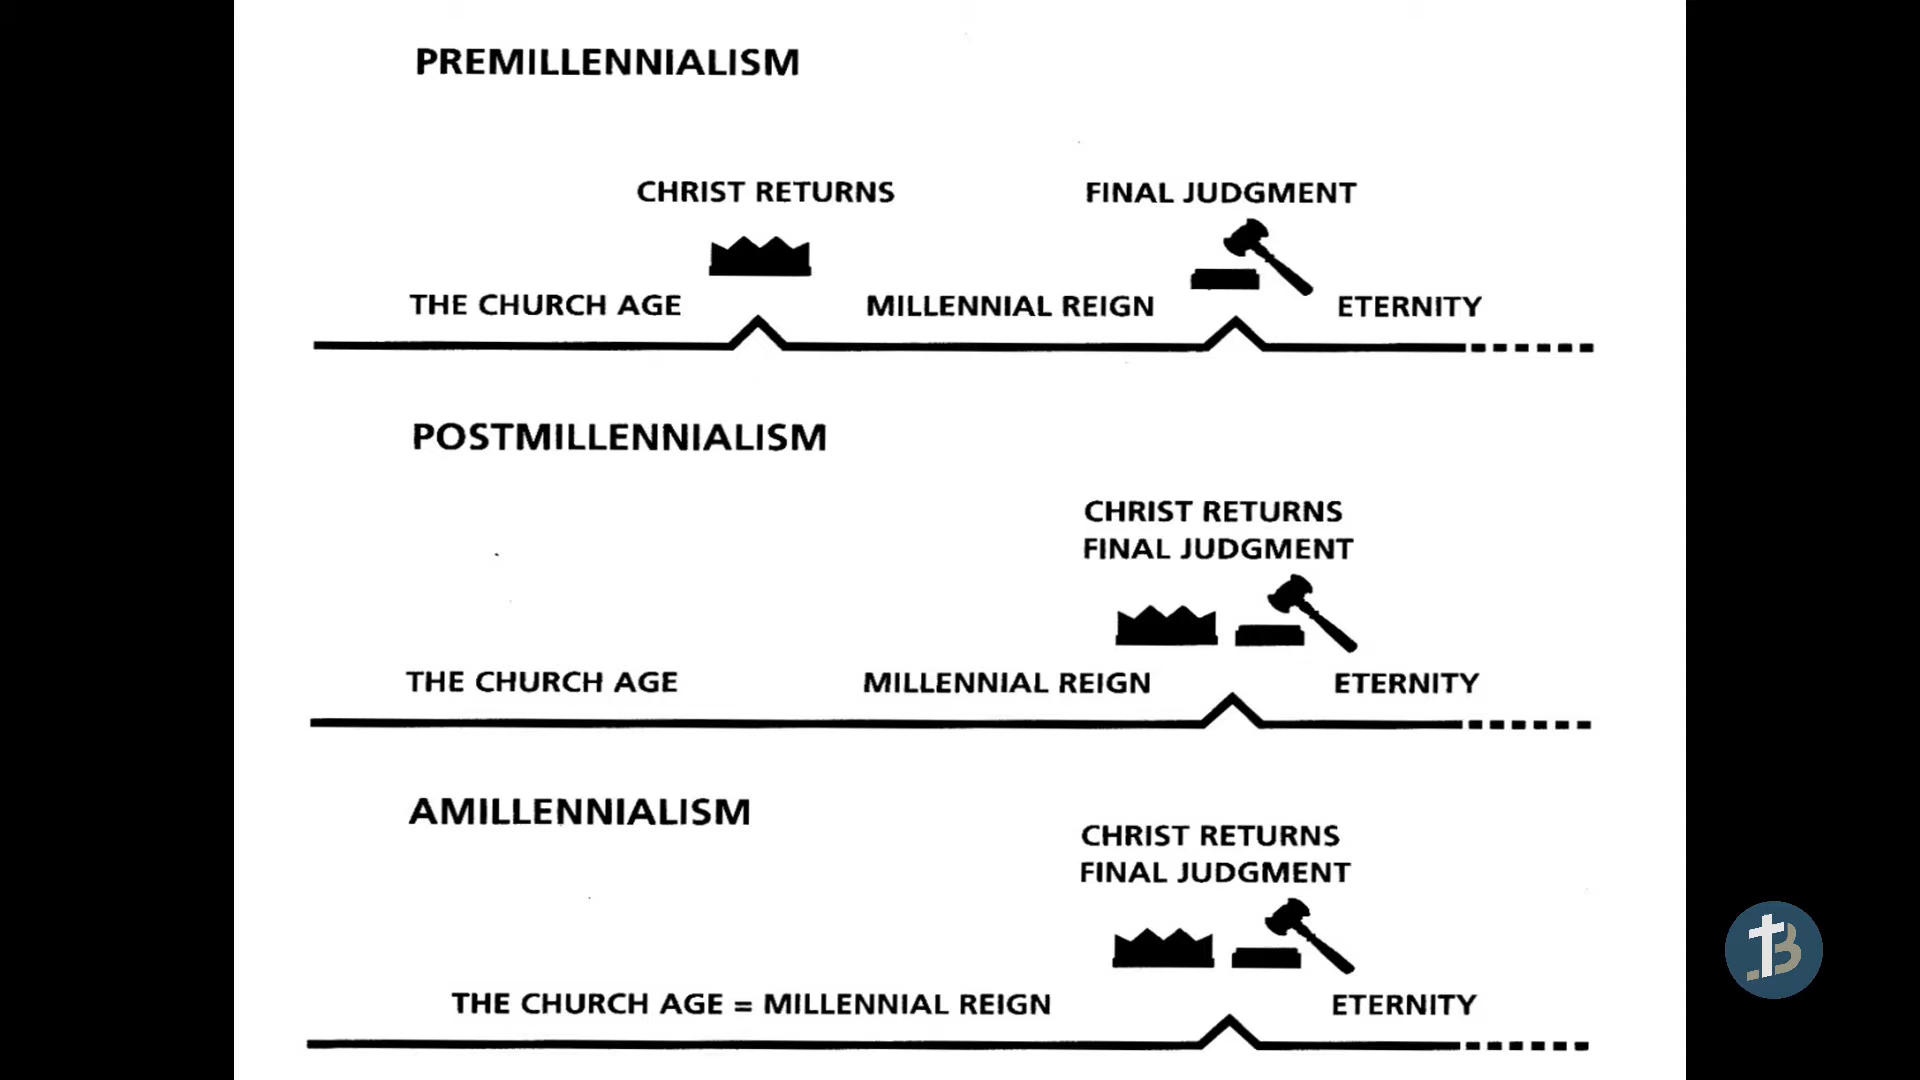 PREMILLENNIALISM
CHRIST RETURNS
FINAL JUDGMENT
THE CHURCH AGE
MILLENNIAL REIGN
ETERNITY
POSTMILLENNIALISM
CHRIST RETURNS
FINAL JUDGMENT
THE CHURCH AGE
MILLENNIAL REIGN
ETERNITY
AMILLENNIALISM
CHRIST RETURNS
FINAL JUDGMENT
THE CHURCH AGE = MILLENNIAL REIGN
ETERNITY